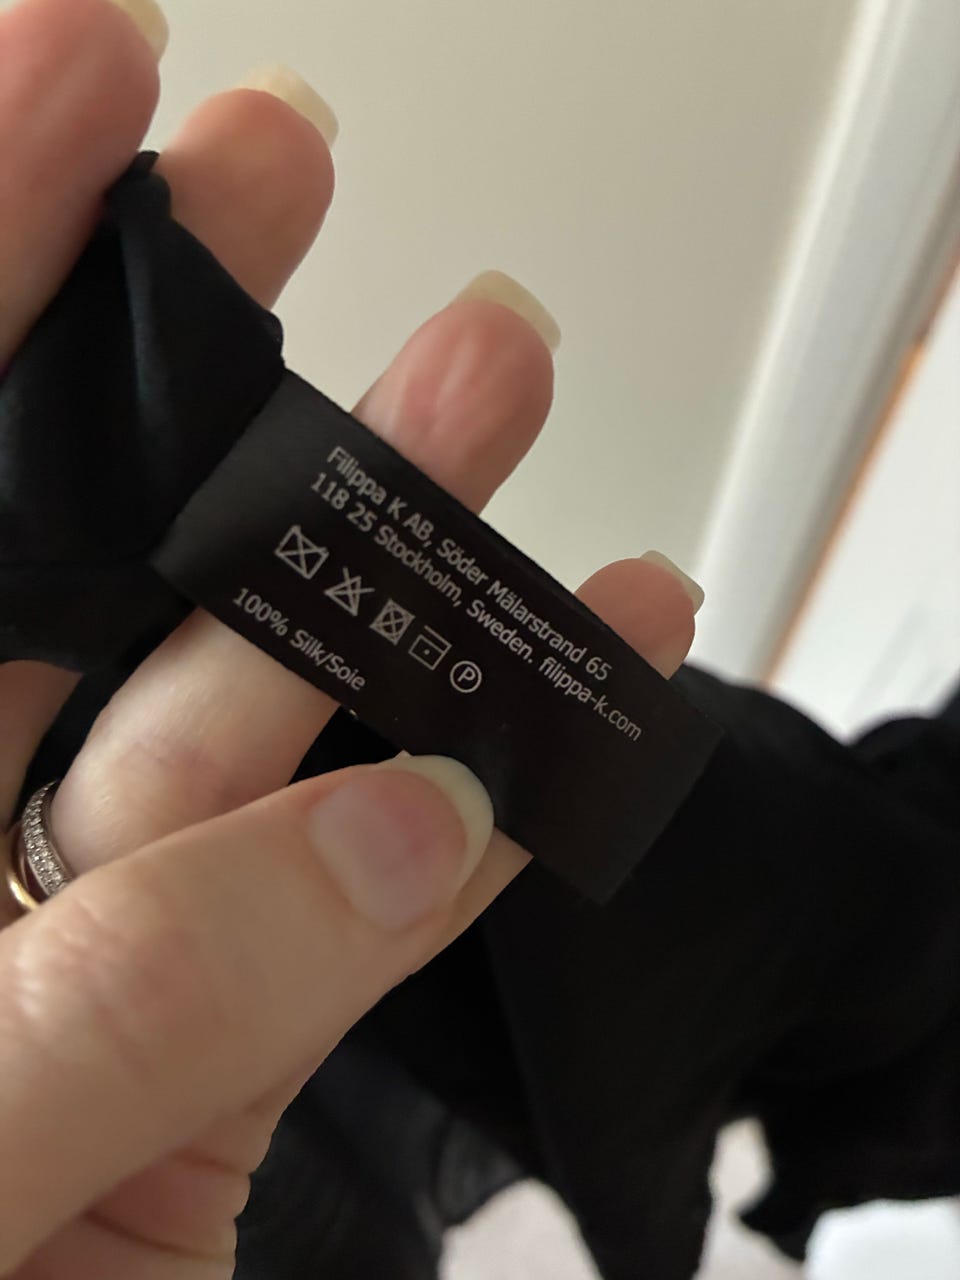 Filippa K AB, Söder Mälarstrand 65
118 25 Stockholm, Sweden. filippa-k.com
P
100% Silk/Soie